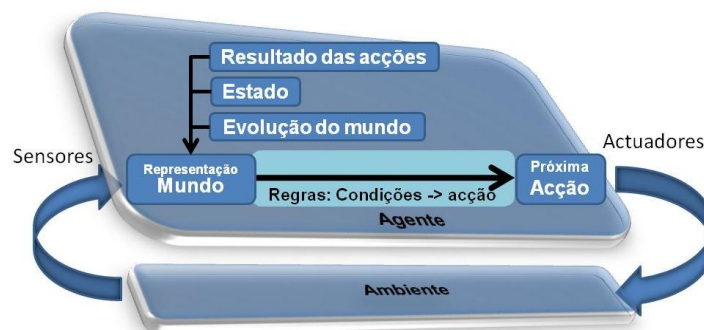 Resultado das acções
Estado
Evolução do mundo
Sensores
Actuadores
Representação
Mundo
Próxima
Acção
Regras: Condições -> acção
Agente
Ambiente